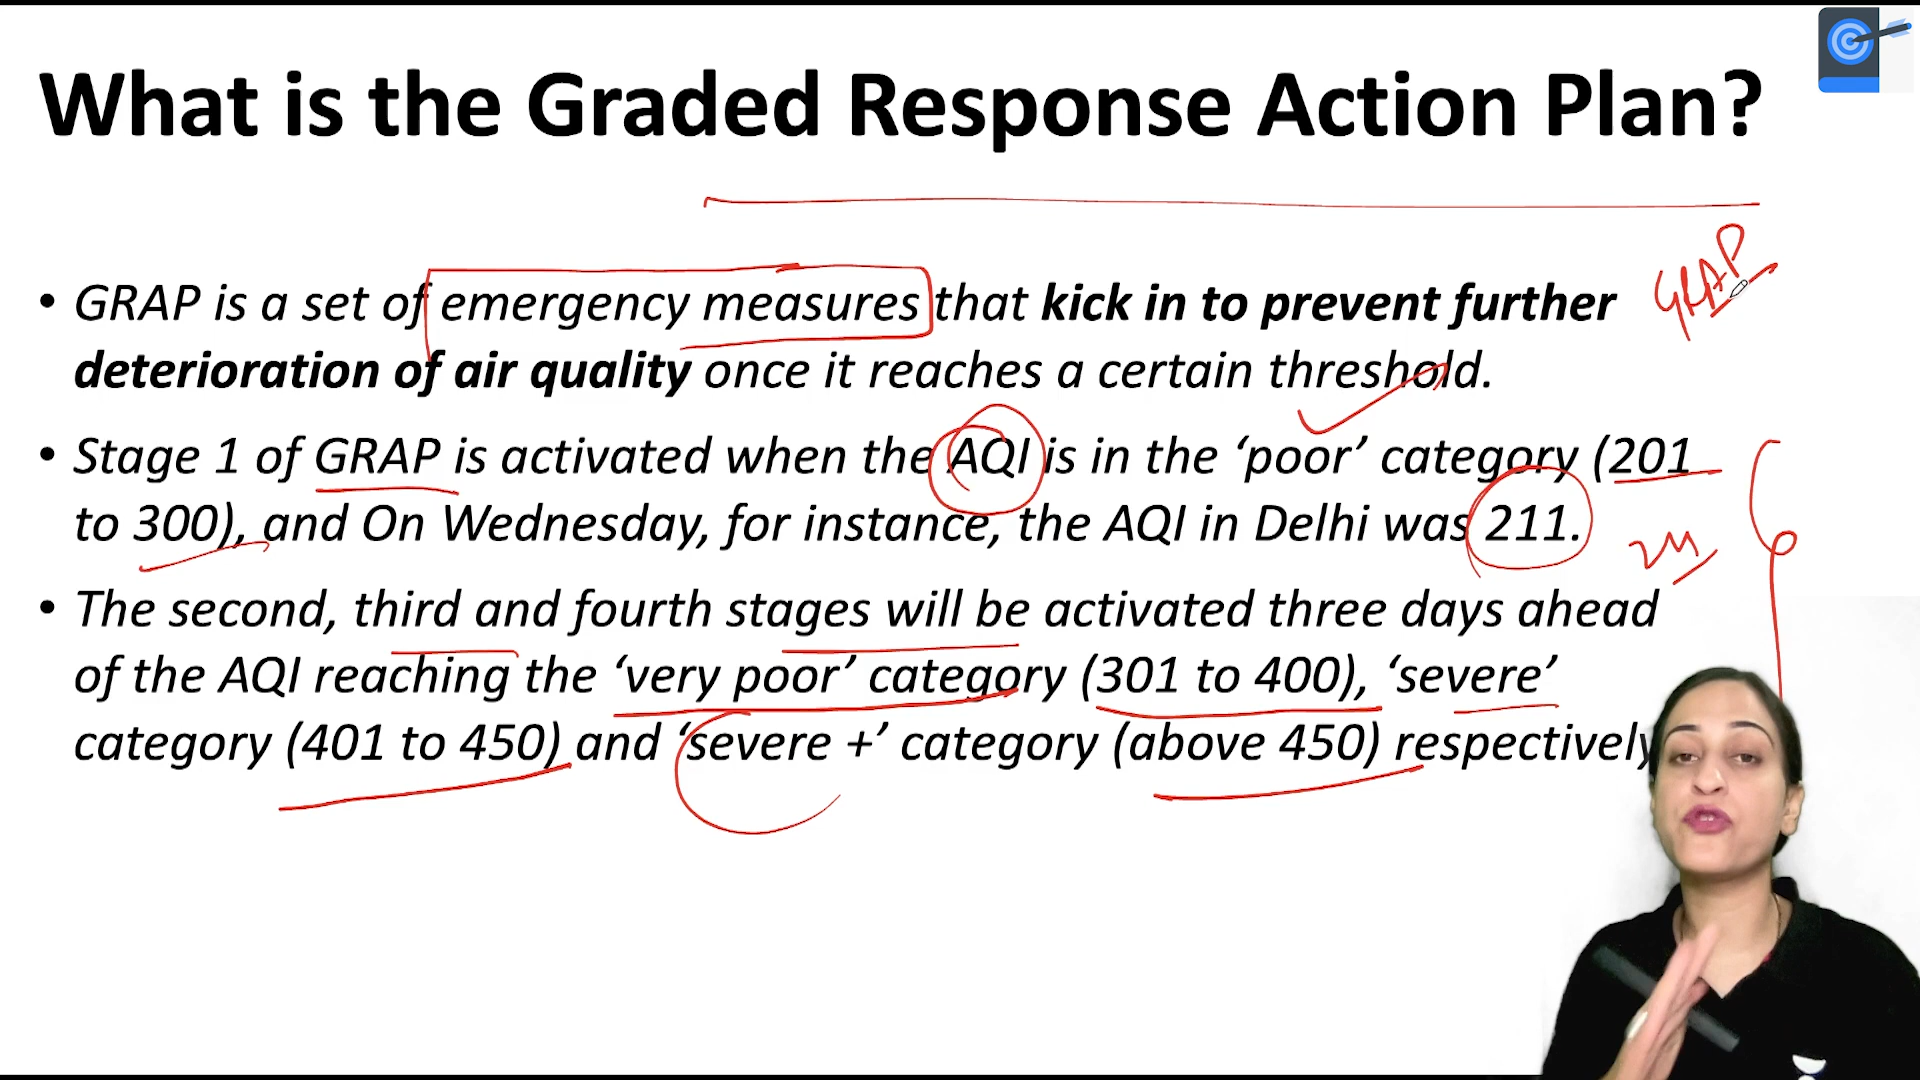 What is the Graded Response Action Plan?
GRAP
• GRAP is a set of emergency measures that kick in to prevent further
deterioration of air quality once it reaches a certain threshold.
• Stage 1 of GRAP is activated when the AQI is in the ‘poor’ category (201
to 300), and On Wednesday, for instance, the AQI in Delhi was 211.
• The second, third and fourth stages will be activated three days ahead
of the AQI reaching the ‘very poor’ category (301 to 400), ‘severe’
category (401 to 450) and ‘severe +’ category (above 450) respectively